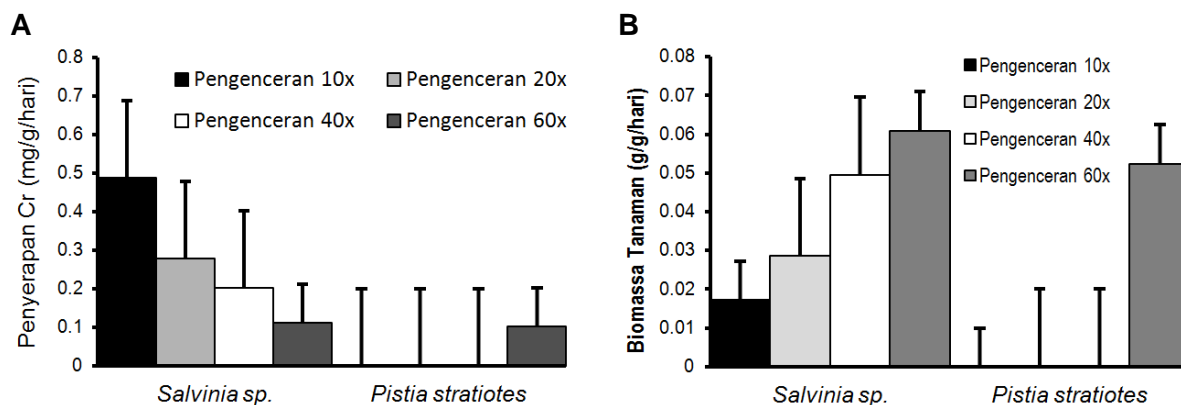 A
Penyerapan Cr (mg/g/hari)
0.8
0.7
0.6
0.5
0.4
0.3
0.2
0.1
0
Pengenceran 10x
Pengenceran 20x
Pengenceran 40x
Pengenceran 60x
Salvinia sp.
Pistia stratiotes
B
Biomassa Tanaman (g/g/hari)
0.08
0.07
0.06
0.05
0.04
0.03
0.02
0.01
0
Pengenceran 10x
Pengenceran 20x
Pengenceran 40x
Pengenceran 60x
Salvinia sp.
Pistia stratiotes